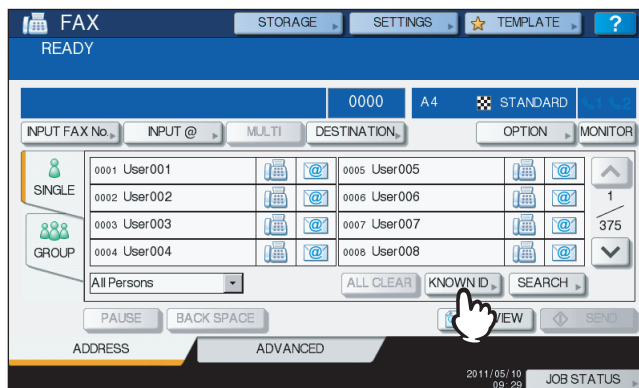 FAX STORAGE SETTINGS TEMPLATE ?
READY
0000 A4 STANDARD 1 2
INPUT FAX No. INPUT @ MULTI DESTINATION OPTION MONITOR
SINGLE
GROUP
0001 User001 @ 0005 User005 @
0002 User002 @ 0006 User006 @
0003 User003 @ 0007 User007 @
0004 User004 @ 0008 User008 @
1
375
All Persons ALL CLEAR KNOWN ID SEARCH
PAUSE BACK SPACE SEND
ADDRESS ADVANCED
2011/05/10
09:29 JOB STATUS